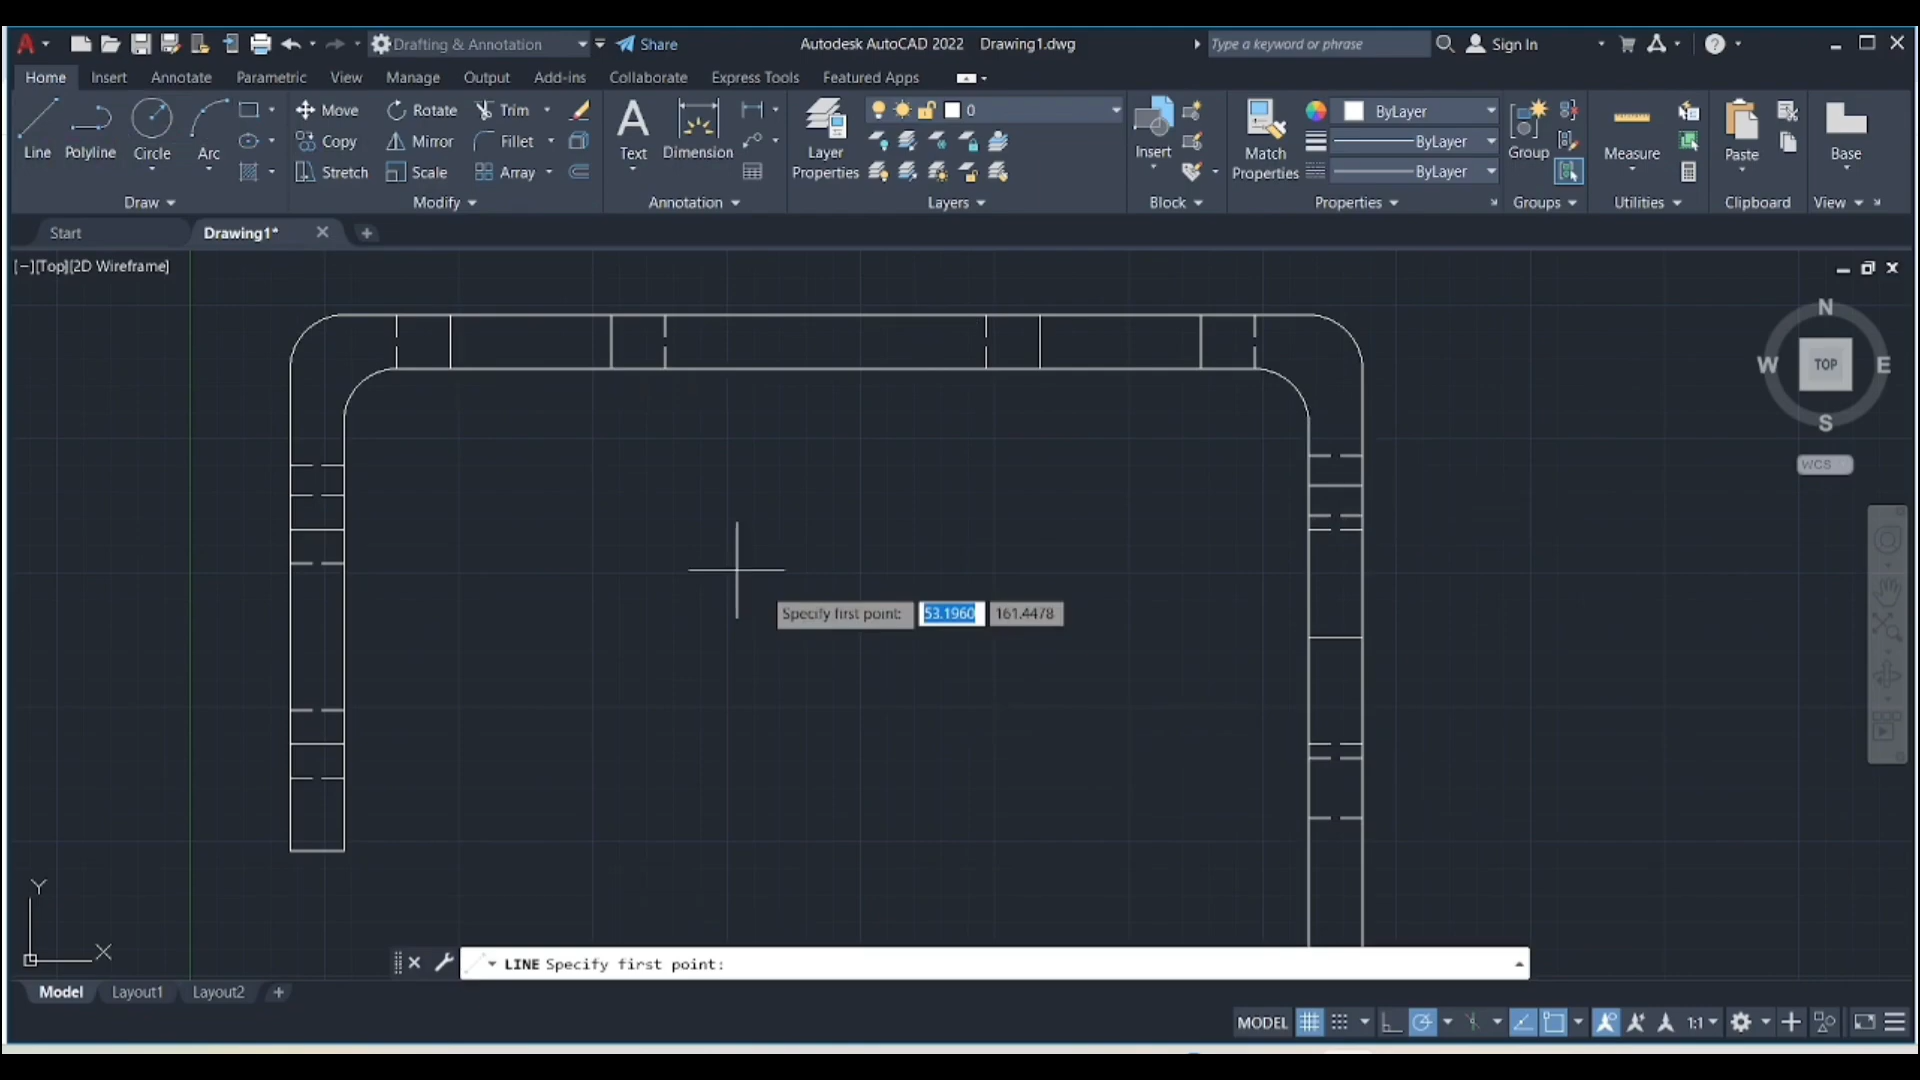 A Drafting & Annotation Share Autodesk AutoCAD 2022 Drawing1.dwg Type a keyword or phrase Sign In ?
Home Insert Annotate Parametric View Manage Output Add-ins Collaborate Express Tools Featured Apps
Move Rotate Trim 0 ByLayer
Line Polyline Circle Arc Copy Mirror Fillet A Text Dimension Layer Properties Insert Match Properties ByLayer Group Measure Paste Base
Stretch Scale Array ByLayer
Draw Modify Annotation Layers Block Properties Groups Utilities Clipboard View
Start Drawing1* +
[−][Top][2D Wireframe]
N
W TOP E
S
WCS
Specify first point: 53.1960 161.4478
Y
X
LINE Specify first point:
Model Layout1 Layout2 +
MODEL 1:1